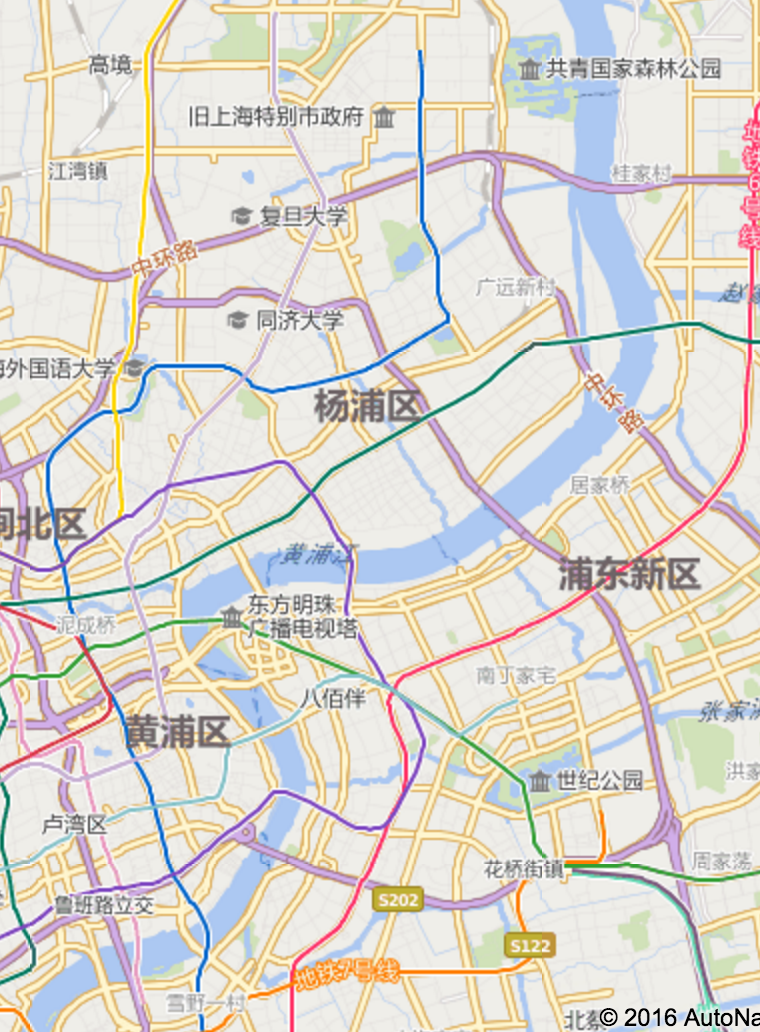 高境
共青国家森林公园
旧上海特别市政府
地铁6号线
江湾镇
桂家村
复旦大学
中环路
广远新村
同济大学
海外国语大学
杨浦区
中环路
居家桥
闸北区
黄浦江
浦东新区
东方明珠
广播电视塔
泥成桥
南丁家宅
八佰伴
黄浦区
世纪公园
卢湾区
花桥街镇
周家荡
S202
鲁班路立交
S122
地铁7号线
雪野一村
© 2016 AutoNa